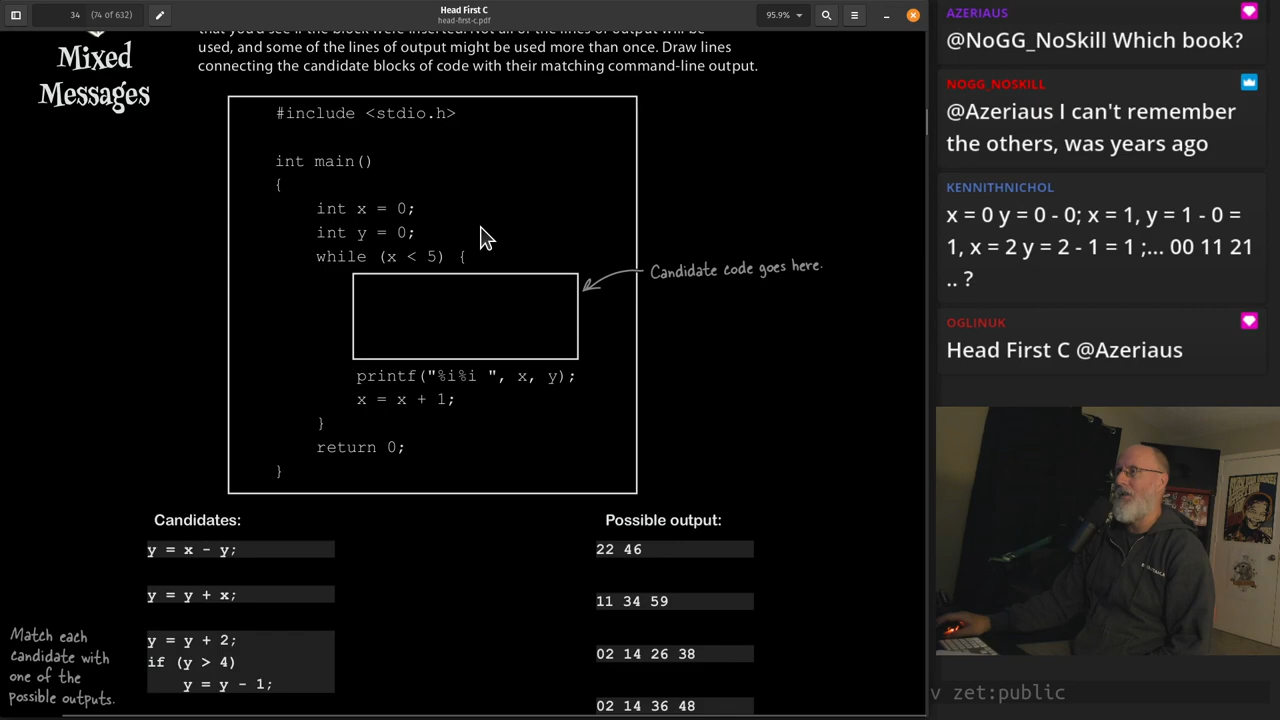 34 (74 of 632)
Head First C
head-first-c.pdf
95.9%
Mixed
Messages
that you'd see if the block were inserted. Not all of the lines of output will be
used, and some of the lines of output might be used more than once. Draw lines
connecting the candidate blocks of code with their matching command-line output.
#include <stdio.h>
int main()
{
int x = 0;
int y = 0;
while (x < 5) {
Candidate code goes here.
printf("%i%i ", x, y);
x = x + 1;
}
return 0;
}
Candidates:
y = x - y;
y = y + x;
y = y + 2;
if (y > 4)
y = y - 1;
Match each
candidate with
one of the
possible outputs.
Possible output:
22 46
11 34 59
02 14 26 38
02 14 36 48
AZERIAUS
@NoGG_NoSkill Which book?
NOGG_NOSKILL
@Azeriaus I can't remember
the others, was years ago
KENNITHNICHOL
x = 0 y = 0 - 0; x = 1, y = 1 - 0 =
1, x = 2 y = 2 - 1 = 1 ;... 00 11 21
.. ?
OGLINUK
Head First C @Azeriaus
v zet:public